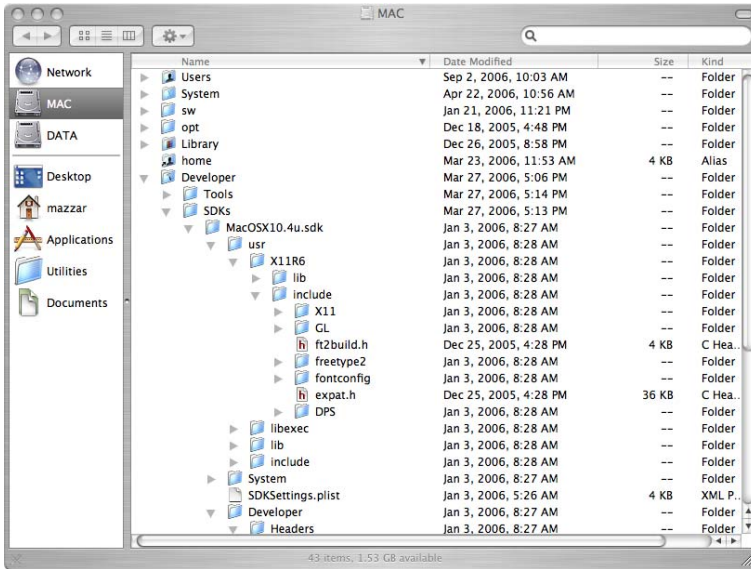 MAC
Name Date Modified Size Kind
Network
MAC
DATA
Desktop
mazzar
Applications
Utilities
Documents
Users Sep 2, 2006, 10:03 AM -- Folder
System Apr 22, 2006, 10:56 AM -- Folder
sw Jan 21, 2006, 11:21 PM -- Folder
opt Dec 18, 2005, 4:48 PM -- Folder
Library Dec 26, 2005, 8:58 PM -- Folder
home Mar 23, 2006, 11:53 AM 4 KB Alias
Developer Mar 27, 2006, 5:06 PM -- Folder
Tools Mar 27, 2006, 5:14 PM -- Folder
SDKs Mar 27, 2006, 5:13 PM -- Folder
MacOSX10.4u.sdk Jan 3, 2006, 8:27 AM -- Folder
usr Jan 3, 2006, 8:28 AM -- Folder
X11R6 Jan 3, 2006, 8:28 AM -- Folder
lib Jan 3, 2006, 8:28 AM -- Folder
include Jan 3, 2006, 8:28 AM -- Folder
X11 Jan 3, 2006, 8:28 AM -- Folder
GL Jan 3, 2006, 8:28 AM -- Folder
ft2build.h Dec 25, 2005, 4:28 PM 4 KB C Hea..
freetype2 Jan 3, 2006, 8:28 AM -- Folder
fontconfig Jan 3, 2006, 8:28 AM -- Folder
expat.h Dec 25, 2005, 4:28 PM 36 KB C Hea..
DPS Jan 3, 2006, 8:28 AM -- Folder
libexec Jan 3, 2006, 8:28 AM -- Folder
lib Jan 3, 2006, 8:28 AM -- Folder
include Jan 3, 2006, 8:28 AM -- Folder
System Jan 3, 2006, 8:27 AM -- Folder
SDKSettings.plist Jan 3, 2006, 5:26 AM 4 KB XML P..
Developer Jan 3, 2006, 8:27 AM -- Folder
Headers Jan 3, 2006, 8:27 AM -- Folder
43 items, 1.53 GB available